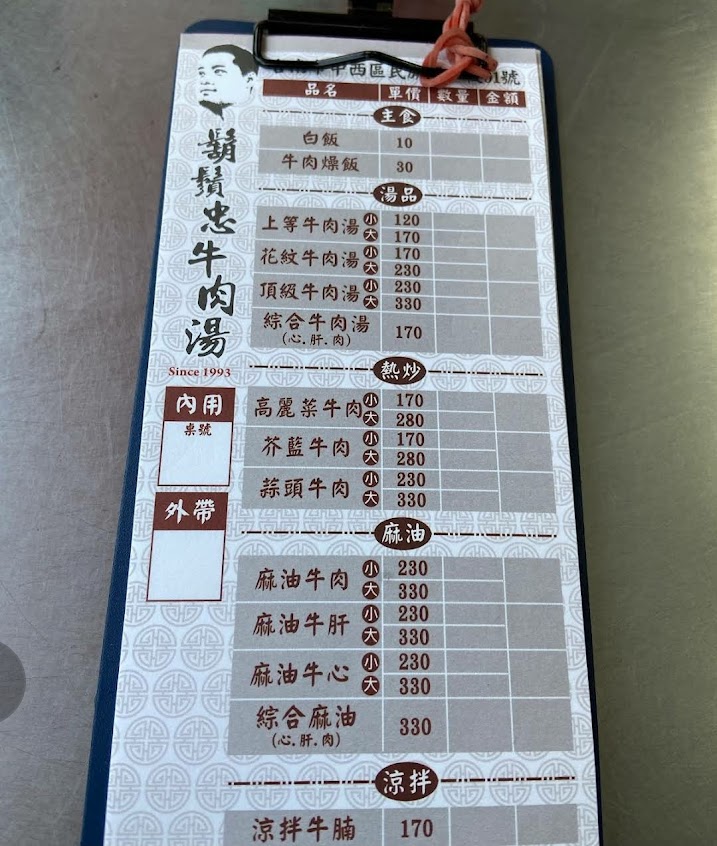 中西區民
1號
品名 單價 數量 金額
主食
白飯 10
牛肉燥飯 30
湯品
上等牛肉湯 小 120
大 170
花紋牛肉湯 小 170
大 230
頂級牛肉湯 小 230
大 330
綜合牛肉湯 170
(心.肝.肉)
熱炒
高麗菜牛肉 小 170
大 280
芥藍牛肉 小 170
大 280
蒜頭牛肉 小 230
大 330
麻油
麻油牛肉 小 230
大 330
麻油牛肝 小 230
大 330
麻油牛心 小 230
大 330
綜合麻油 330
(心.肝.肉)
涼拌
涼拌牛腩 170
鬍鬚忠牛肉湯
Since 1993
內用
桌號
外帶